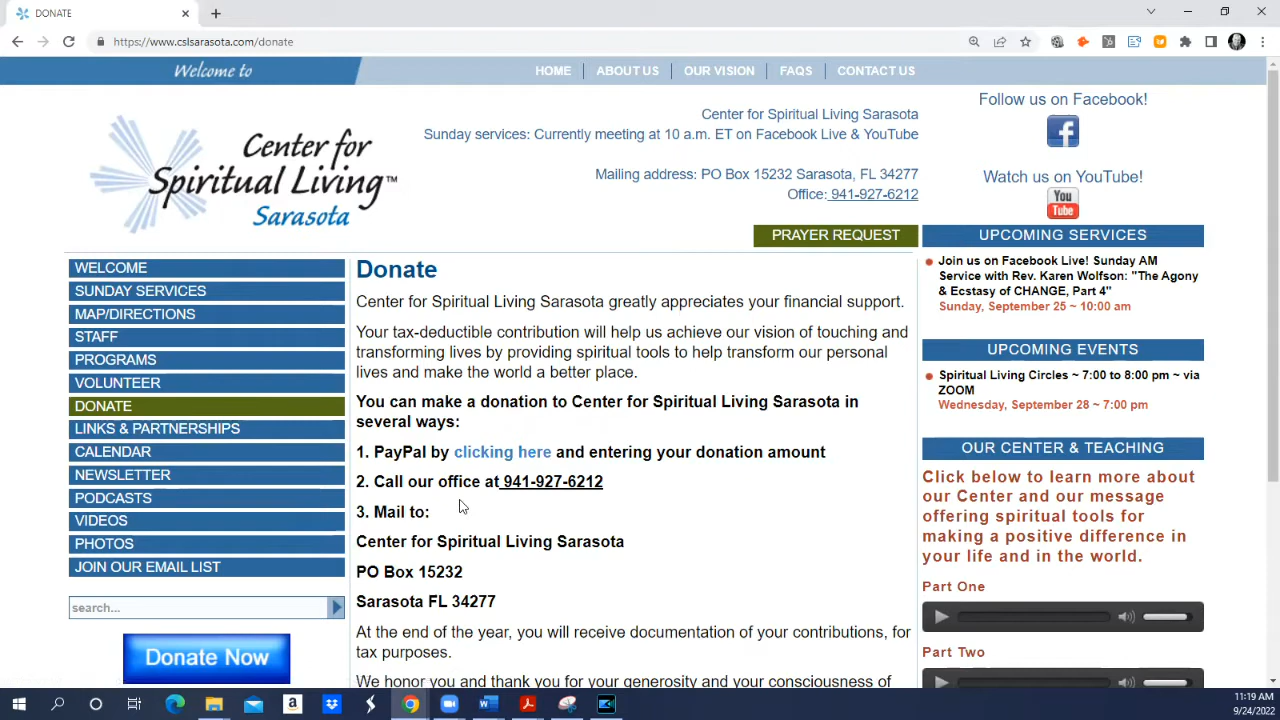 DONATE
https://www.cslsarasota.com/donate
Welcome to
HOME
ABOUT US
OUR VISION
FAQS
CONTACT US
Center for
Spiritual Living™
Sarasota
Center for Spiritual Living Sarasota
Sunday services: Currently meeting at 10 a.m. ET on Facebook Live & YouTube
Mailing address: PO Box 15232 Sarasota, FL 34277
Office: 941-927-6212
Follow us on Facebook!
f
Watch us on YouTube!
You
Tube
PRAYER REQUEST
WELCOME
SUNDAY SERVICES
MAP/DIRECTIONS
STAFF
PROGRAMS
VOLUNTEER
DONATE
LINKS & PARTNERSHIPS
CALENDAR
NEWSLETTER
PODCASTS
VIDEOS
PHOTOS
JOIN OUR EMAIL LIST
search...
Donate Now
Donate
Center for Spiritual Living Sarasota greatly appreciates your financial support.
Your tax-deductible contribution will help us achieve our vision of touching and
transforming lives by providing spiritual tools to help transform our personal
lives and make the world a better place.
You can make a donation to Center for Spiritual Living Sarasota in
several ways:
1. PayPal by clicking here and entering your donation amount
2. Call our office at 941-927-6212
3. Mail to:
Center for Spiritual Living Sarasota
PO Box 15232
Sarasota FL 34277
At the end of the year, you will receive documentation of your contributions, for
tax purposes.
We honor you and thank you for your generosity and your consciousness of
UPCOMING SERVICES
Join us on Facebook Live! Sunday AM
Service with Rev. Karen Wolfson: "The Agony
& Ecstasy of CHANGE, Part 4"
Sunday, September 25 ~ 10:00 am
UPCOMING EVENTS
Spiritual Living Circles ~ 7:00 to 8:00 pm ~ via
ZOOM
Wednesday, September 28 ~ 7:00 pm
OUR CENTER & TEACHING
Click below to learn more about
our Center and our message
offering spiritual tools for
making a positive difference in
your life and in the world.
Part One
Part Two
11:19 AM
9/24/2022